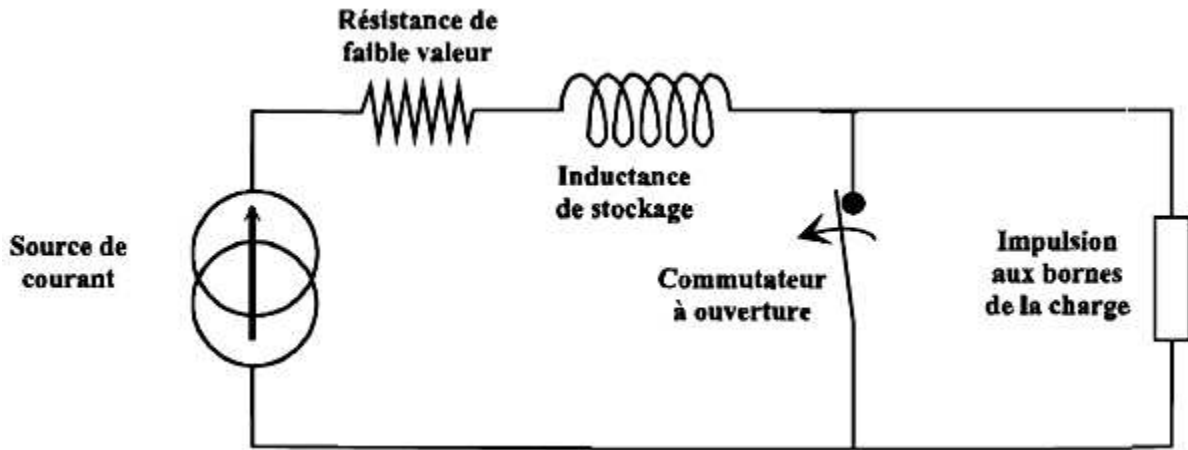 Résistance de
faible valeur
Inductance
de stockage
Source de
courant
Commutateur
à ouverture
Impulsion
aux bornes
de la charge